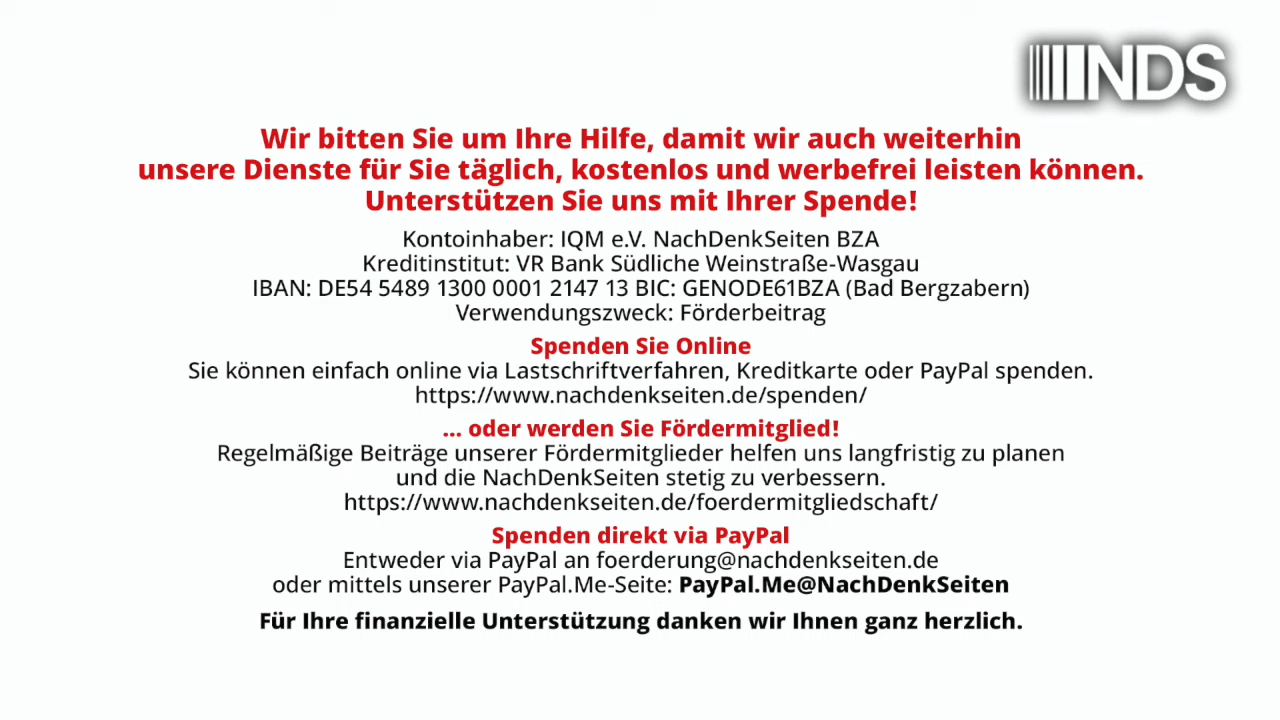 NDS
Wir bitten Sie um Ihre Hilfe, damit wir auch weiterhin
unsere Dienste für Sie täglich, kostenlos und werbefrei leisten können.
Unterstützen Sie uns mit Ihrer Spende!
Kontoinhaber: IQM e.V. NachDenkSeiten BZA
Kreditinstitut: VR Bank Südliche Weinstraße-Wasgau
IBAN: DE54 5489 1300 0001 2147 13 BIC: GENODE61BZA (Bad Bergzabern)
Verwendungszweck: Förderbeitrag
Spenden Sie Online
Sie können einfach online via Lastschriftverfahren, Kreditkarte oder PayPal spenden.
https://www.nachdenkseiten.de/spenden/
... oder werden Sie Fördermitglied!
Regelmäßige Beiträge unserer Fördermitglieder helfen uns langfristig zu planen
und die NachDenkSeiten stetig zu verbessern.
https://www.nachdenkseiten.de/foerdermitgliedschaft/
Spenden direkt via PayPal
Entweder via PayPal an foerderung@nachdenkseiten.de
oder mittels unserer PayPal.Me-Seite: PayPal.Me@NachDenkSeiten
Für Ihre finanzielle Unterstützung danken wir Ihnen ganz herzlich.